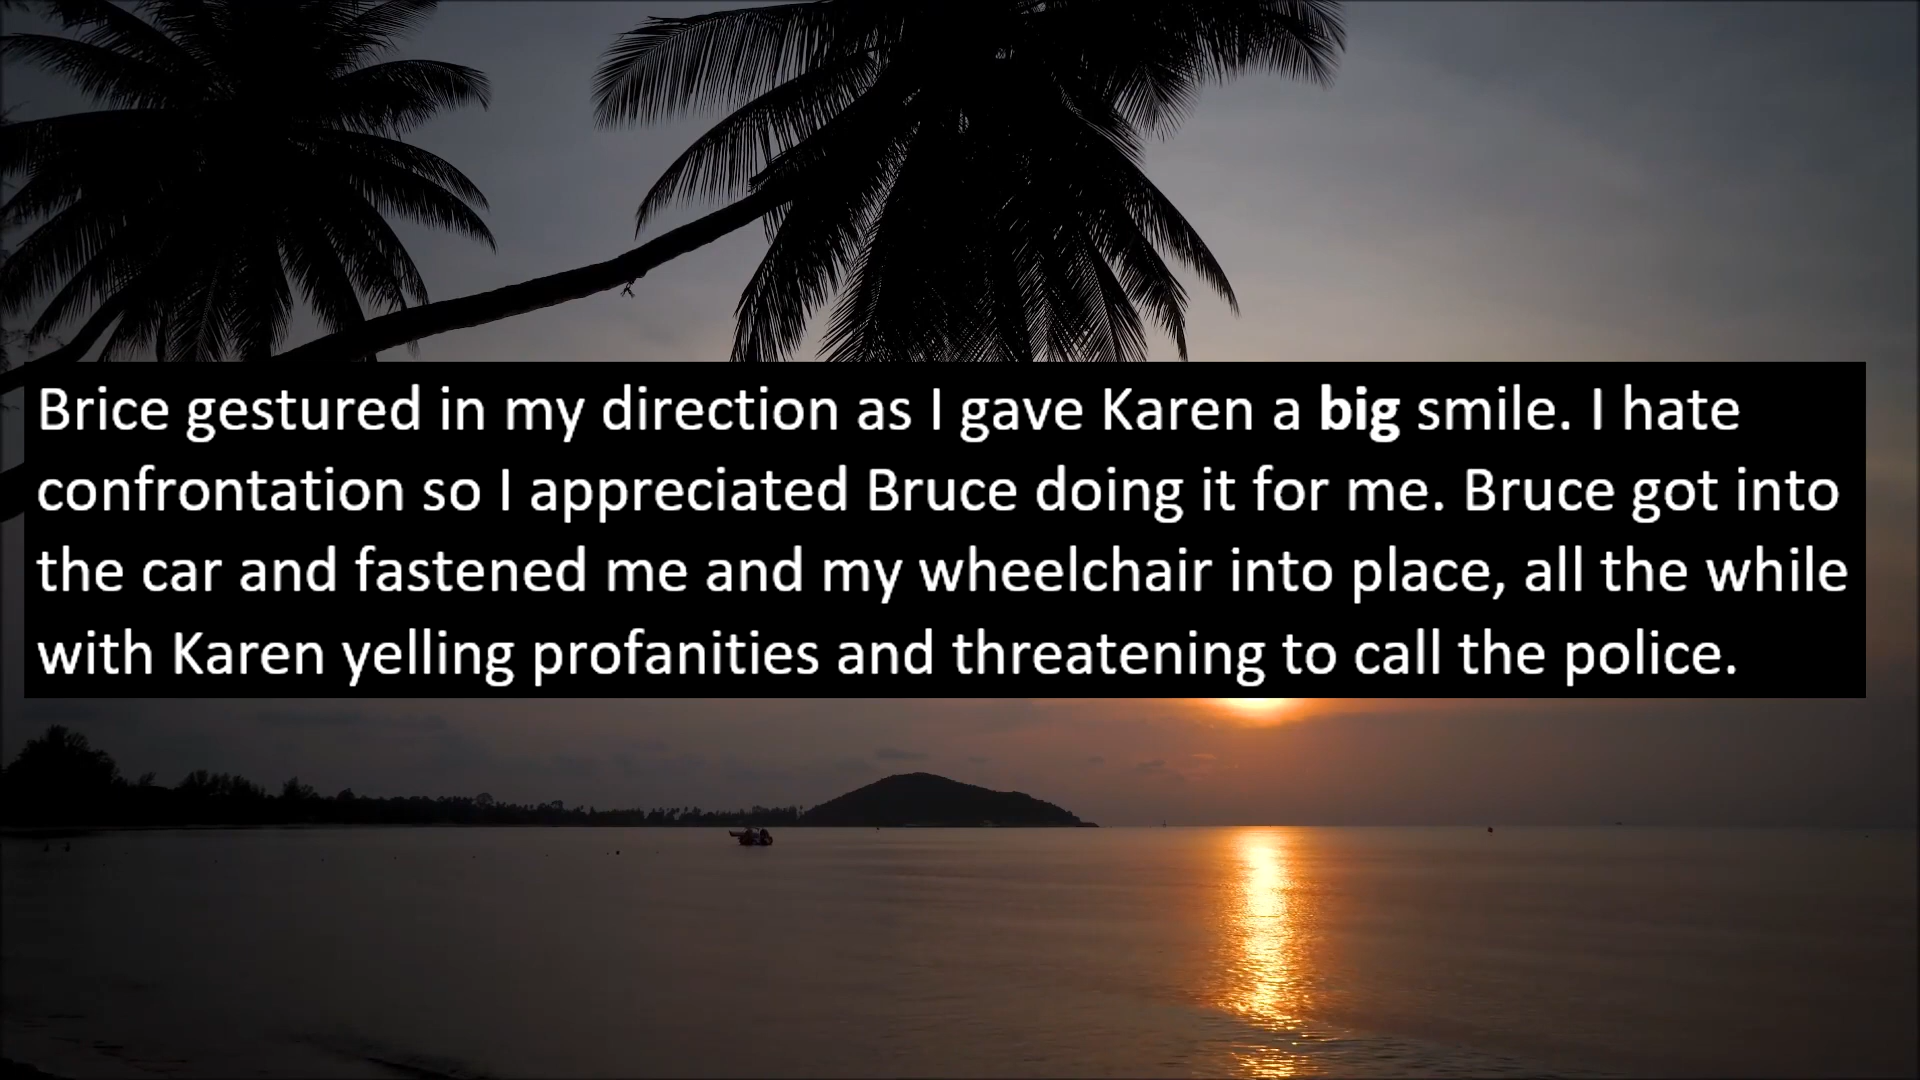 Brice gestured in my direction as I gave Karen a big smile. I hate
confrontation so I appreciated Bruce doing it for me. Bruce got into
the car and fastened me and my wheelchair into place, all the while
with Karen yelling profanities and threatening to call the police.